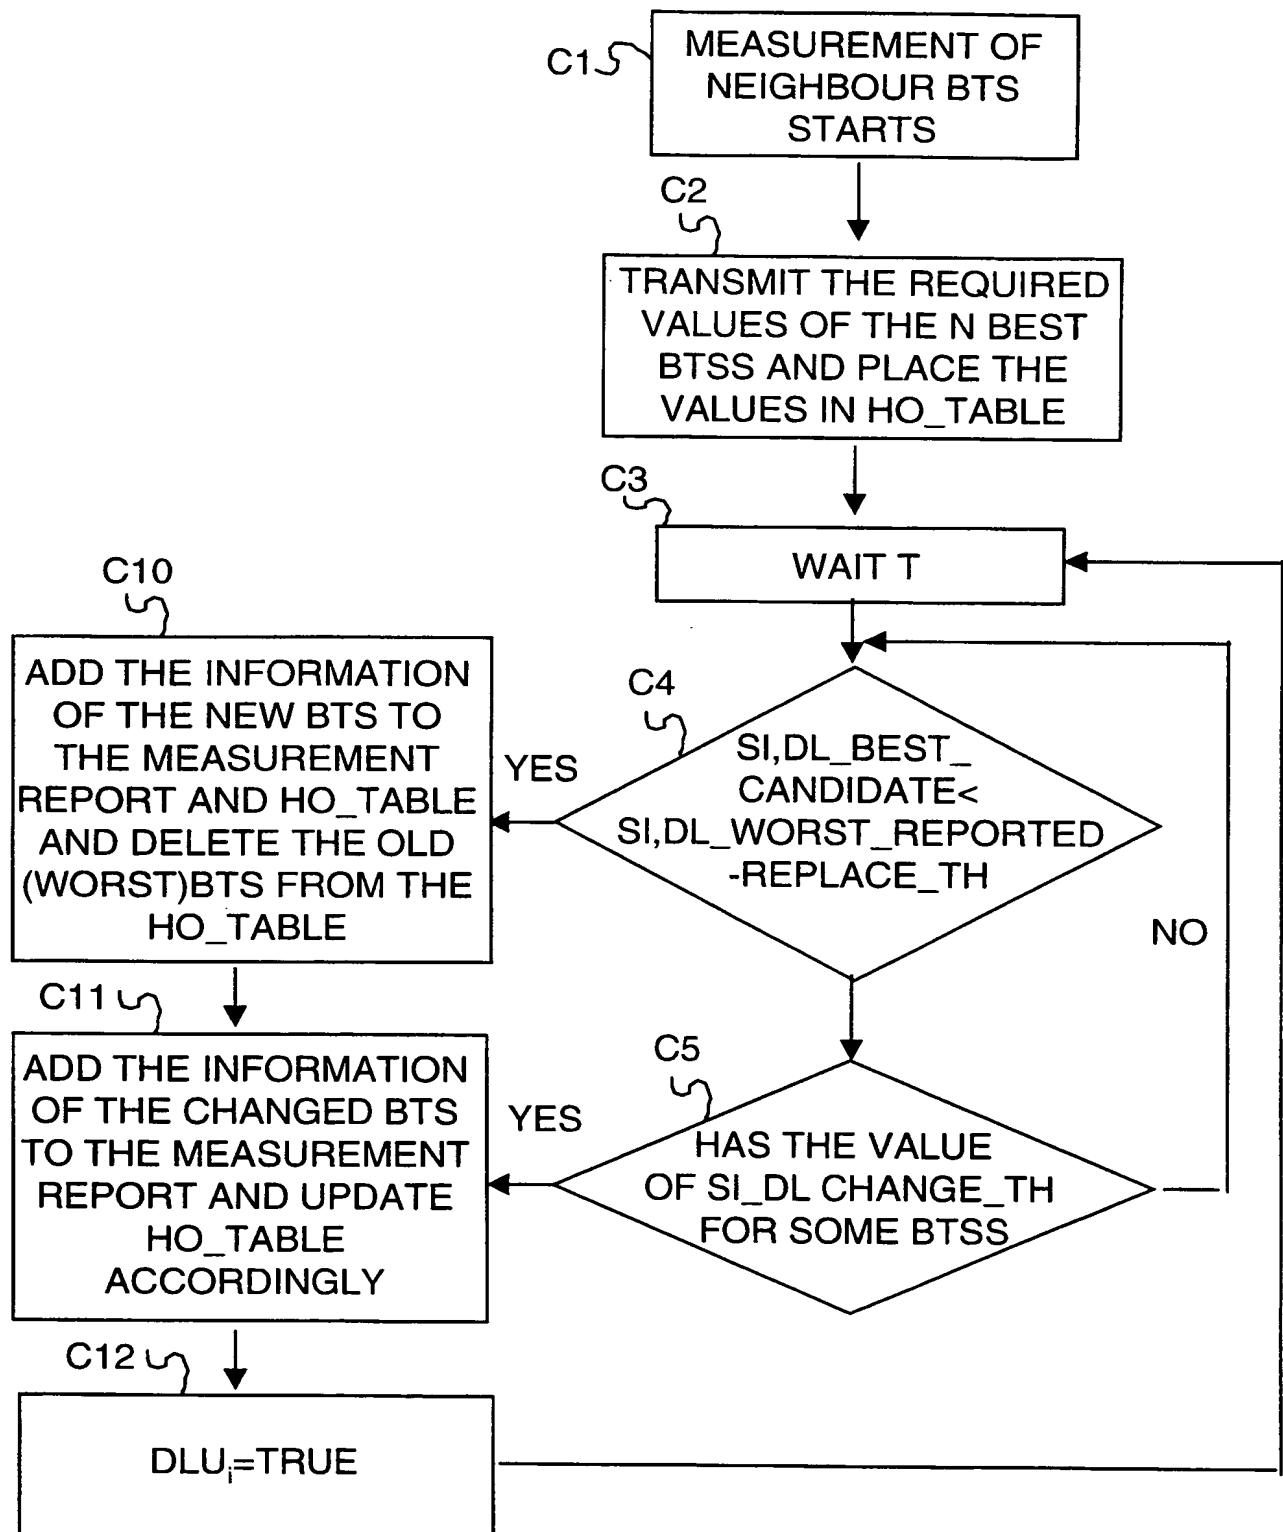 C1
MEASUREMENT OF
NEIGHBOUR BTS
STARTS
C2
TRANSMIT THE REQUIRED
VALUES OF THE N BEST
BTSS AND PLACE THE
VALUES IN HO_TABLE
C3
WAIT T
C4
SI,DL_BEST_
CANDIDATE<
SI,DL_WORST_REPORTED
-REPLACE_TH
YES
NO
C10
ADD THE INFORMATION
OF THE NEW BTS TO
THE MEASUREMENT
REPORT AND HO_TABLE
AND DELETE THE OLD
(WORST)BTS FROM THE
HO_TABLE
C5
HAS THE VALUE
OF SI_DL CHANGE_TH
FOR SOME BTSS
YES
C11
ADD THE INFORMATION
OF THE CHANGED BTS
TO THE MEASUREMENT
REPORT AND UPDATE
HO_TABLE
ACCORDINGLY
C12
DLUi=TRUE